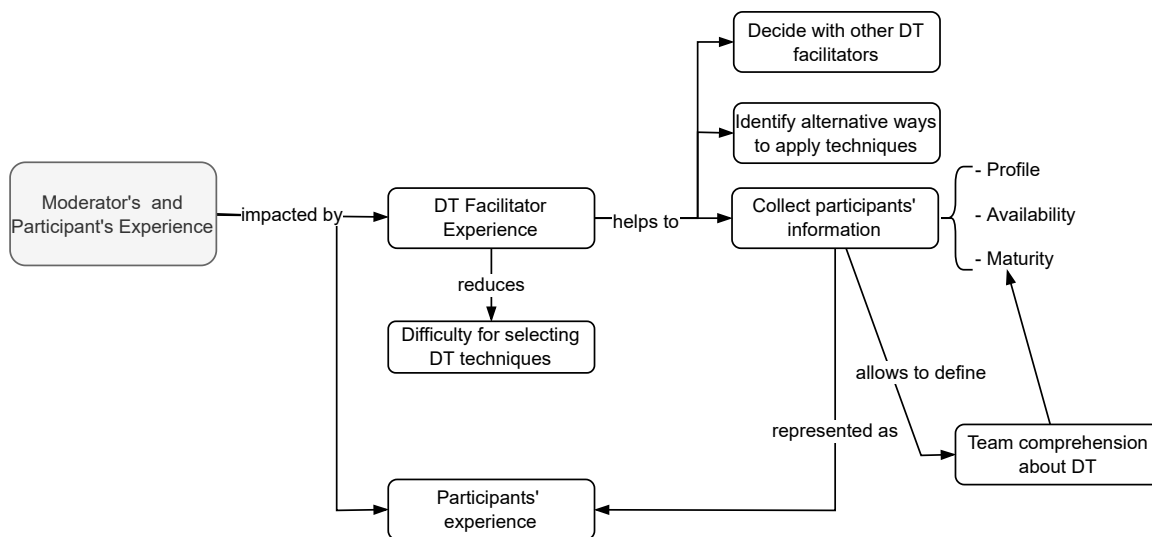 Decide with other DT
facilitators
Identify alternative ways
to apply techniques
Moderator's and
Participant's Experience
impacted by
DT Facilitator
Experience
helps to
Collect participants'
information
- Profile
- Availability
- Maturity
reduces
Difficulty for selecting
DT techniques
allows to define
represented as
Team comprehension
about DT
Participants'
experience